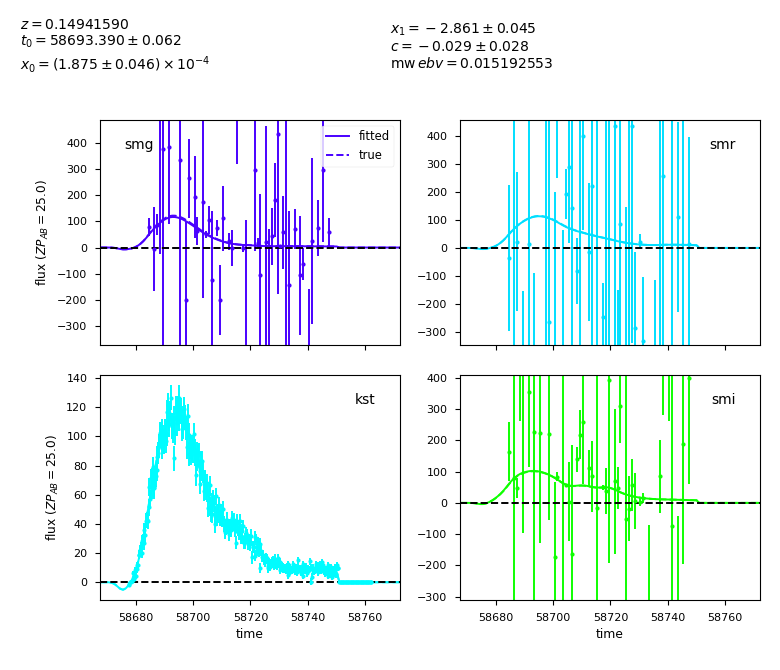 z = 0.14941590
t₀ = 58693.390 ± 0.062
x₀ = (1.875 ± 0.046) × 10⁻⁴
x₁ = −2.861 ± 0.045
c = −0.029 ± 0.028
mw ebv = 0.015192553
smg
fitted
true
400
300
200
100
0
−100
−200
−300
flux (ZP_AB = 25.0)
smr
400
300
200
100
0
−100
−200
−300
kst
140
120
100
80
60
40
20
0
flux (ZP_AB = 25.0)
58680
58700
58720
58740
58760
time
smi
400
300
200
100
0
−100
−200
−300
58680
58700
58720
58740
58760
time